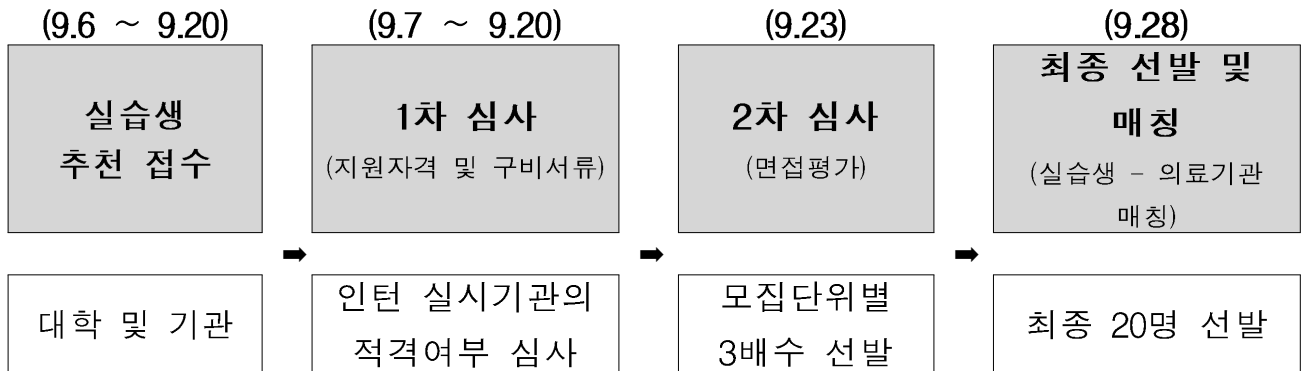 (9.6 ~ 9.20)
실습생
추천 접수
대학 및 기관
➡
(9.7 ~ 9.20)
1차 심사
(지원자격 및 구비서류)
인턴 실시기관의
적격여부 심사
➡
(9.23)
2차 심사
(면접평가)
모집단위별
3배수 선발
➡
(9.28)
최종 선발 및
매칭
(실습생 – 의료기관
매칭)
최종 20명 선발